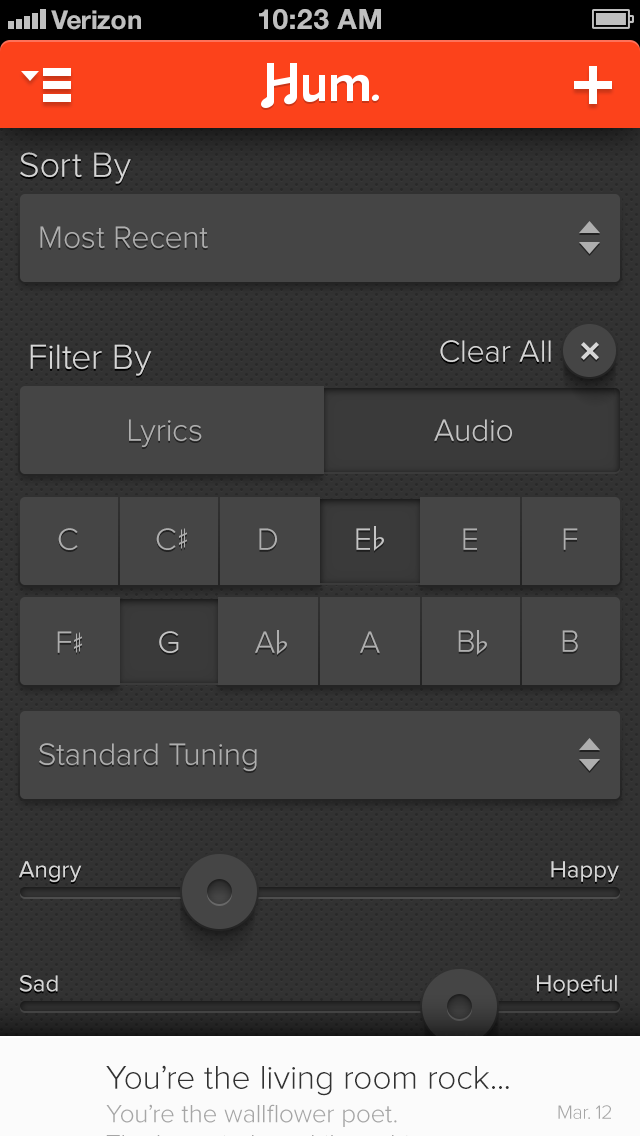 Verizon 10:23 AM
Hum.
Sort By
Most Recent
Filter By Clear All
Lyrics Audio
C C♯ D E♭ E F
F♯ G A♭ A B♭ B
Standard Tuning
Angry Happy
Sad Hopeful
You’re the living room rock...
You’re the wallflower poet. Mar. 12